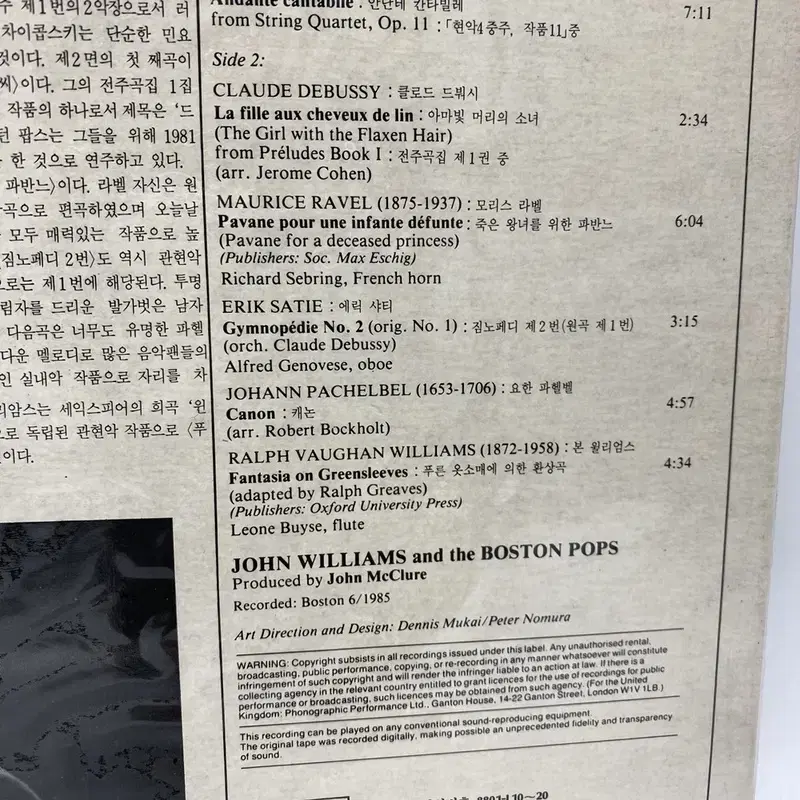 주 제1번의 2악장으로서 러
차이콥스키는 단순한 민요
것이다. 제2면의 첫 째곡이
씨〉이다. 그의 전주곡집 1집
작품의 하나로서 제목은 '드
턴 팝스는 그들을 위해 1981
한 것으로 연주하고 있다.
파반느〉이다. 라벨 자신은 원
곡으로 편곡하였으며 오늘날
모두 매력있는 작품으로 높
짐노페디 2번〉도 역시 관현악
로는 제1번에 해당된다. 투명
림자를 드리운 발가벗은 남자
다음곡은 너무도 유명한 파헬
다운 멜로디로 많은 음악팬들의
인 실내악 작품으로 자리를 차
리암스는 세익스피어의 희곡 '윈
로 독립된 관현악 작품으로 〈푸
이다.
Andante cantabile : 안단테 칸타빌레
from String Quartet, Op. 11 : 「현악4중주, 작품11」중 7:11
Side 2:
CLAUDE DEBUSSY : 클로드 드뷔시
La fille aux cheveux de lin : 아마빛 머리의 소녀 2:34
(The Girl with the Flaxen Hair)
from Préludes Book I : 전주곡집 제1권 중
(arr. Jerome Cohen)
MAURICE RAVEL (1875-1937) : 모리스 라벨
Pavane pour une infante défunte : 죽은 왕녀를 위한 파반느 6:04
(Pavane for a deceased princess)
(Publishers: Soc. Max Eschig)
Richard Sebring, French horn
ERIK SATIE : 에릭 샤티
Gymnopédie No. 2 (orig. No. 1) : 짐노페디 제2번(원곡 제1번) 3:15
(orch. Claude Debussy)
Alfred Genovese, oboe
JOHANN PACHELBEL (1653-1706) : 요한 파헬벨
Canon : 캐논 4:57
(arr. Robert Bockholt)
RALPH VAUGHAN WILLIAMS (1872-1958) : 본 윌리엄스
Fantasia on Greensleeves : 푸른 옷소매에 의한 환상곡 4:34
(adapted by Ralph Greaves)
(Publishers: Oxford University Press)
Leone Buyse, flute
JOHN WILLIAMS and the BOSTON POPS
Produced by John McClure
Recorded: Boston 6/1985
Art Direction and Design: Dennis Mukai/Peter Nomura
WARNING: Copyright subsists in all recordings issued under this label. Any unauthorised rental,
broadcasting, public performance, copying, or re-recording in any manner whatsoever will constitute
infringement of such copyright and will render the infringer liable to an action at law. If there is a
collecting agency in the relevant country entitled to grant licences for the use of recordings for public
performance or broadcasting, such licences may be obtained from such agency. (For the United
Kingdom: Phonographic Performance Ltd., Ganton House, 14-22 Ganton Street, London W1V 1LB.)
This recording can be played on any conventional sound-reproducing equipment.
The original tape was recorded digitally, making possible an unprecedented fidelity and transparency
of sound.